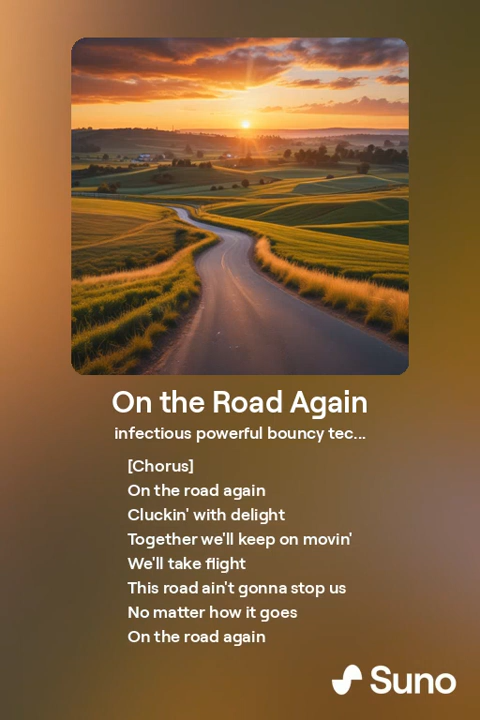 On the Road Again
infectious powerful bouncy tec...
[Chorus]
On the road again
Cluckin' with delight
Together we'll keep on movin'
We'll take flight
This road ain't gonna stop us
No matter how it goes
On the road again
Suno